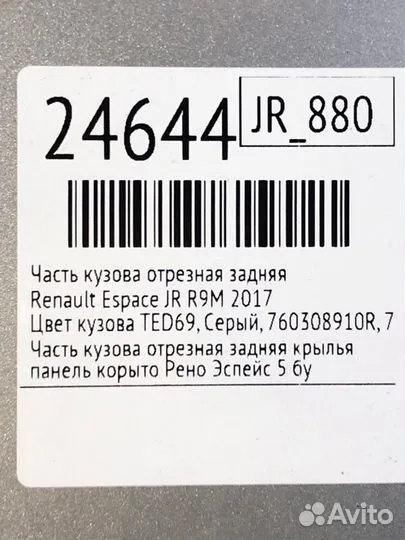 24644
JR_880
Часть кузова отрезная задняя
Renault Espace JR R9M 2017
Цвет кузова TED69, Серый, 760308910R, 7
Часть кузова отрезная задняя крылья
панель корыто Рено Эспейс 5 бу
Avito